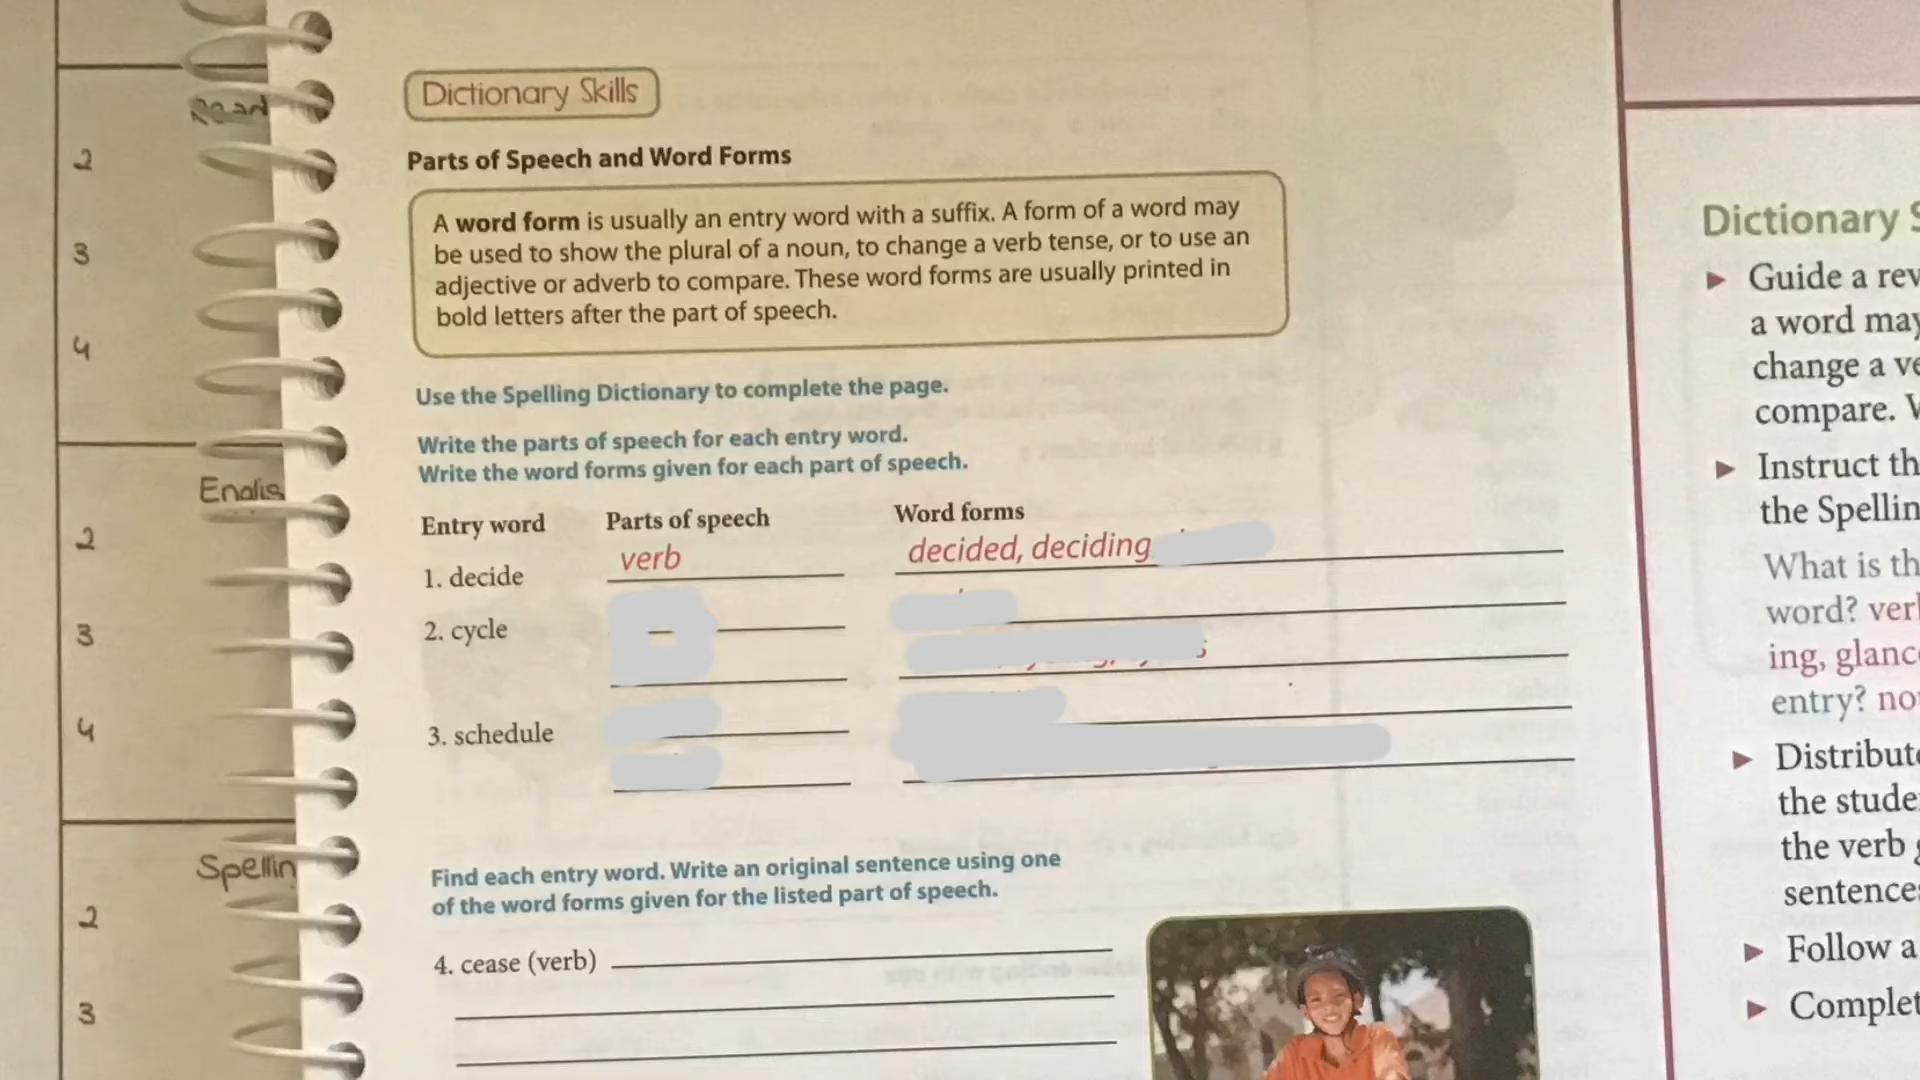 Dictionary Skills
Parts of Speech and Word Forms
A word form is usually an entry word with a suffix. A form of a word may
be used to show the plural of a noun, to change a verb tense, or to use an
adjective or adverb to compare. These word forms are usually printed in
bold letters after the part of speech.
Use the Spelling Dictionary to complete the page.
Write the parts of speech for each entry word.
Write the word forms given for each part of speech.
Entry word Parts of speech Word forms
1. decide verb decided, deciding
2. cycle
3. schedule
Find each entry word. Write an original sentence using one
of the word forms given for the listed part of speech.
4. cease (verb)
Read
2
3
4
Englis
2
3
4
Spellin
2
3
Dictionary S
Guide a rev
a word may
change a ve
compare. W
Instruct th
the Spellin
What is th
word? verb
ing, glance
entry? no
Distribute
the stude
the verb g
sentences
Follow a
Complet